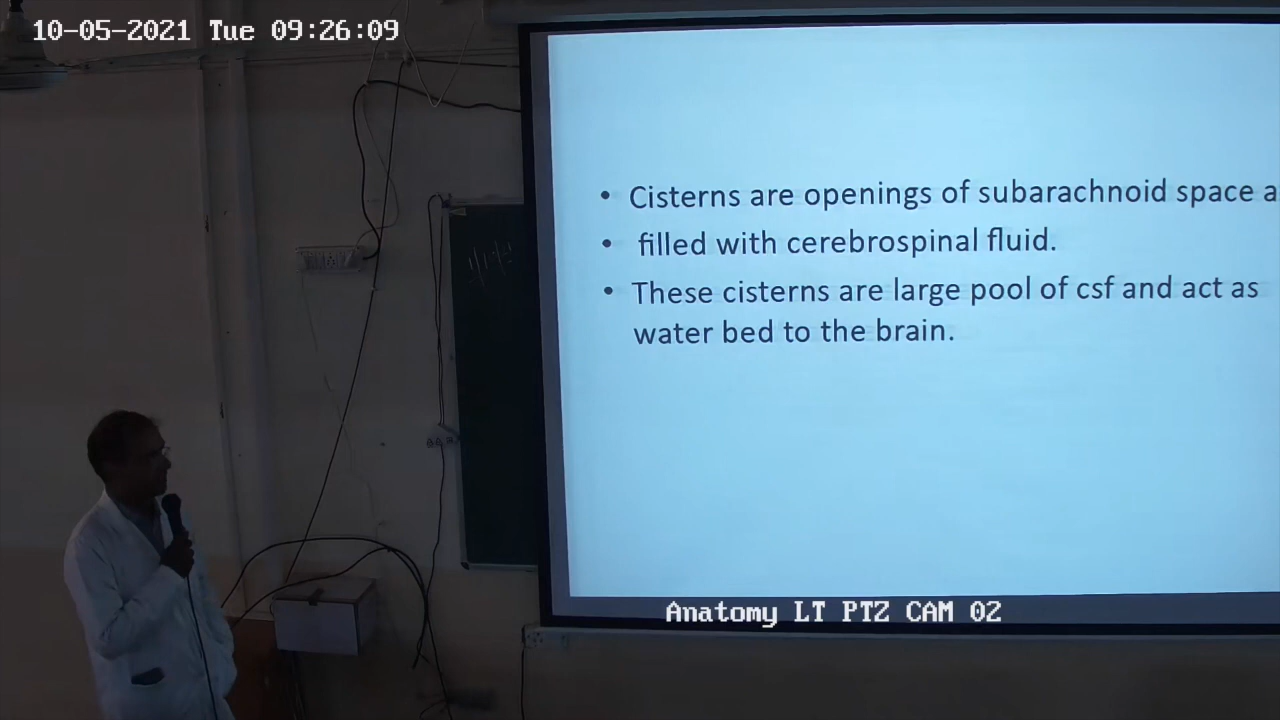 10-05-2021 Tue 09:26:09
• Cisterns are openings of subarachnoid space a
• filled with cerebrospinal fluid.
• These cisterns are large pool of csf and act as
water bed to the brain.
Anatomy LT PTZ CAM 02